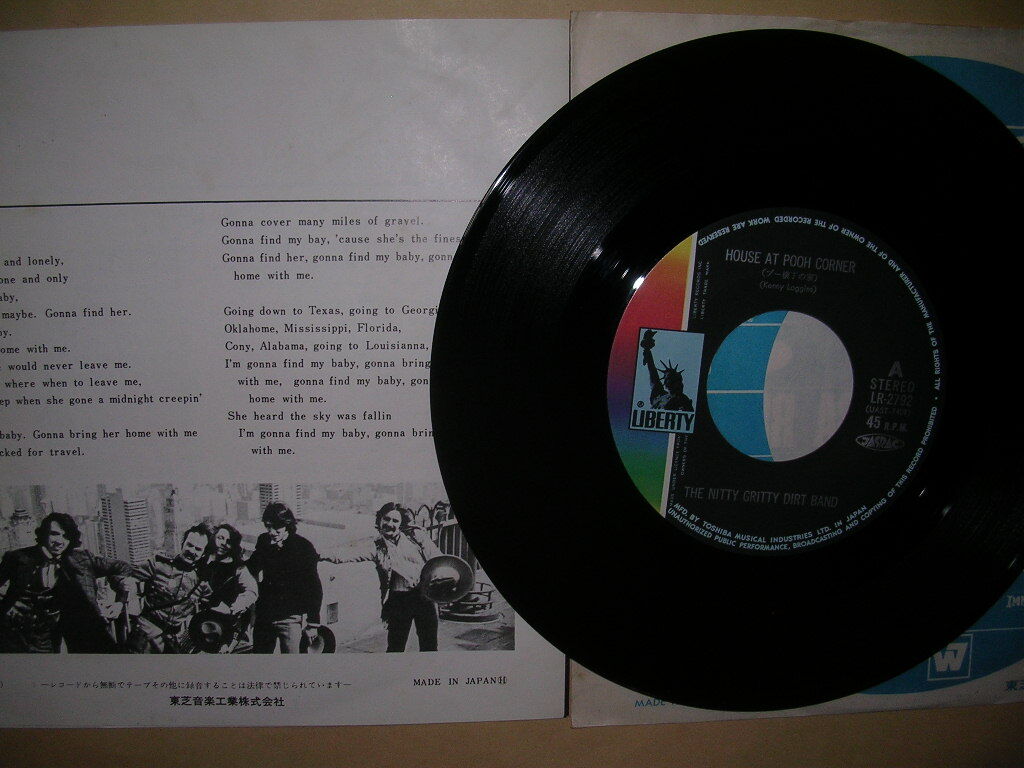 and lonely,
one and only
aby,
maybe. Gonna find her.
by.
ome with me.
would never leave me.
where when to leave me,
ep when she gone a midnight creepin'
baby. Gonna bring her home with me
cked for travel.
Gonna cover many miles of gravel.
Gonna find my bay, 'cause she's the fines
Gonna find her, gonna find my baby, gonn
home with me.
Going down to Texas, going to Georgi
Oklahome, Mississippi, Florida,
Cony, Alabama, going to Louisianna,
I'm gonna find my baby, gonna bring
with me, gonna find my baby, gon
home with me.
She heard the sky was fallin
I'm gonna find my baby, gonna brin
with me.
—レコードから無断でテープその他に録音することは法律で禁じられています—
MADE IN JAPAN Ⓗ
東芝音楽工業株式会社
HOUSE AT POOH CORNER
(Kenny Loggins)
A
STEREO
LR-2792
45 R.P.M.
JASRAC
LIBERTY
THE NITTY GRITTY DIRT BAND
MFD. BY TOSHIBA MUSICAL INDUSTRIES LTD. IN JAPAN
ALL RIGHTS OF THE MANUFACTURER AND OF THE OWNER OF THE RECORDED WORK ARE RESERVED
UNAUTHORIZED PUBLIC PERFORMANCE, BROADCASTING AND COPYING OF THIS RECORD PROHIBITED
W
MADE
東芝